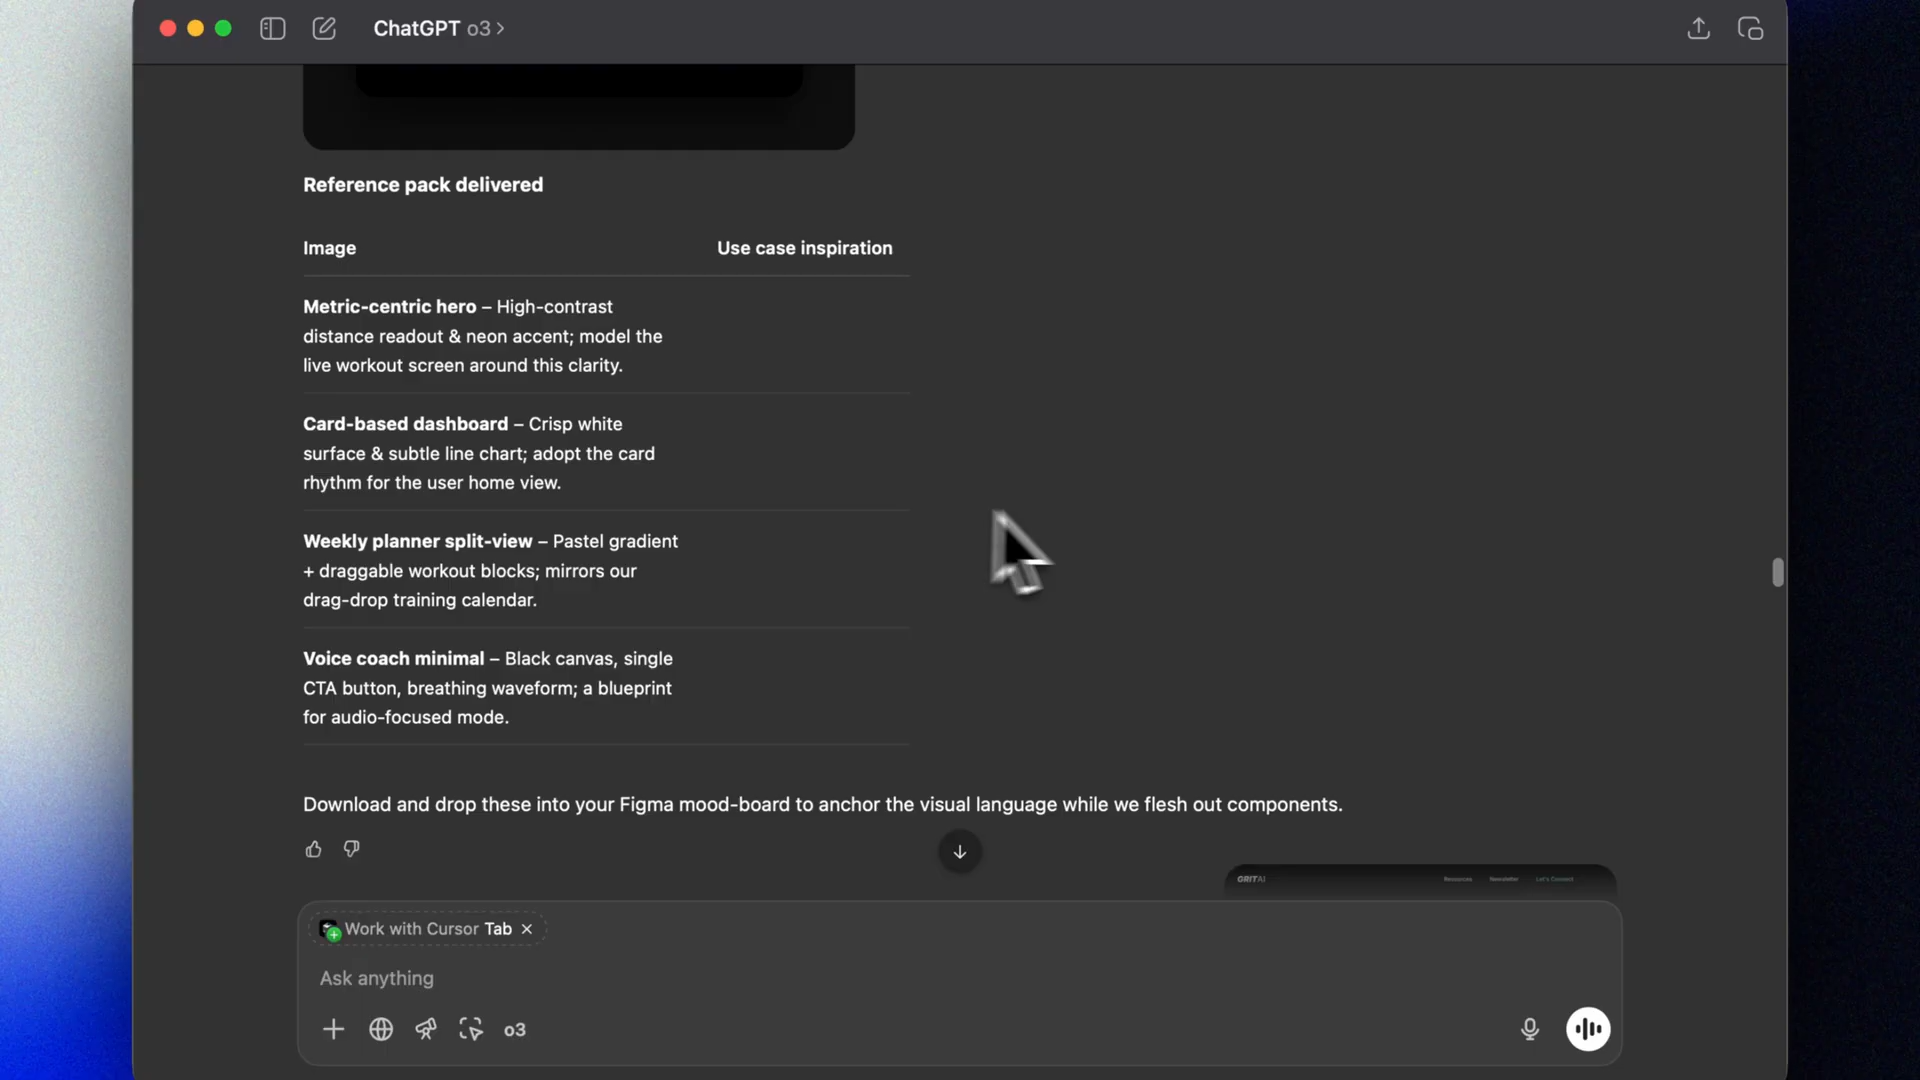 ChatGPT o3 >
Reference pack delivered
Image Use case inspiration
Metric-centric hero – High-contrast
distance readout & neon accent; model the
live workout screen around this clarity.
Card-based dashboard – Crisp white
surface & subtle line chart; adopt the card
rhythm for the user home view.
Weekly planner split-view – Pastel gradient
+ draggable workout blocks; mirrors our
drag-drop training calendar.
Voice coach minimal – Black canvas, single
CTA button, breathing waveform; a blueprint
for audio-focused mode.
Download and drop these into your Figma mood-board to anchor the visual language while we flesh out components.
GRITAI Resources Newsletter Let's Connect
Work with Cursor Tab ×
Ask anything
o3